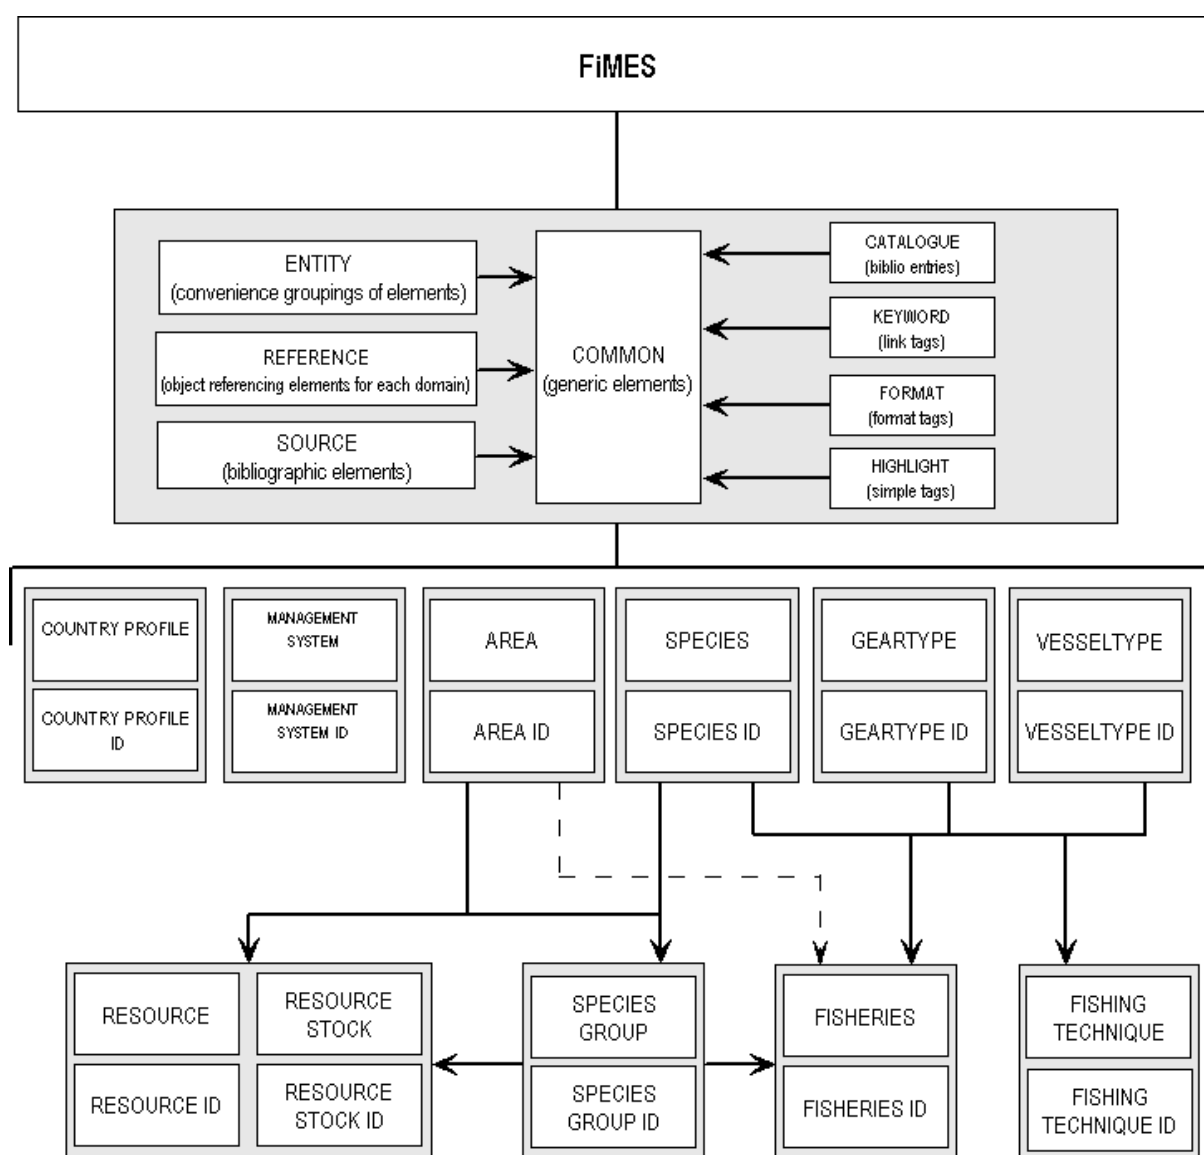 FiMES
ENTITY
(convenience groupings of elements)
REFERENCE
(object referencing elements for each domain)
SOURCE
(bibliographic elements)
COMMON
(generic elements)
CATALOGUE
(biblio entries)
KEYWORD
(link tags)
FORMAT
(format tags)
HIGHLIGHT
(simple tags)
COUNTRY PROFILE
COUNTRY PROFILE
ID
MANAGEMENT
SYSTEM
MANAGEMENT
SYSTEM ID
AREA
AREA ID
SPECIES
SPECIES ID
GEARTYPE
GEARTYPE ID
VESSELTYPE
VESSELTYPE ID
RESOURCE
RESOURCE ID
RESOURCE
STOCK
RESOURCE
STOCK ID
SPECIES
GROUP
SPECIES
GROUP ID
FISHERIES
FISHERIES ID
FISHING
TECHNIQUE
FISHING
TECHNIQUE ID